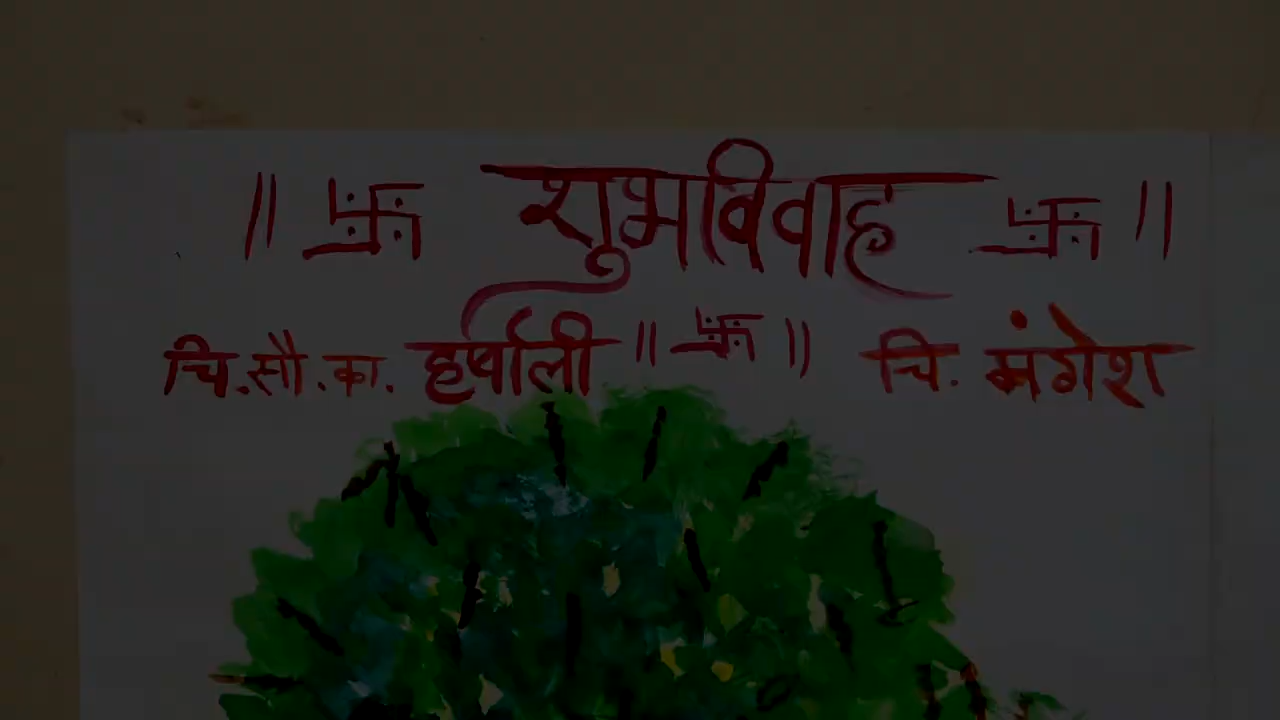 ॥ 卐 शुभविवाह 卐 ॥
चि.सौ.का. हर्षाली ॥ 卐 ॥ चि. मंगेश